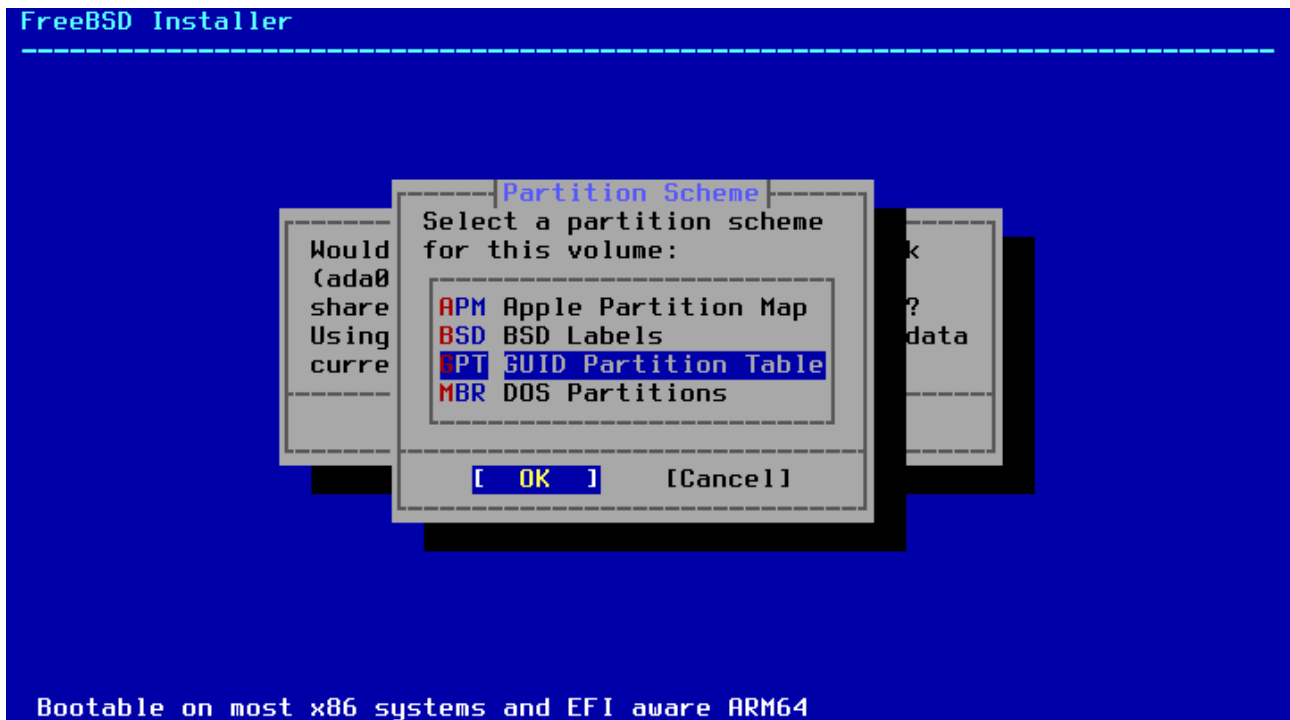 FreeBSD Installer
Partition Scheme
Select a partition scheme
for this volume:
Would
k
(ada0
share
?
Using
data
curre
APM Apple Partition Map
BSD BSD Labels
GPT GUID Partition Table
MBR DOS Partitions
[ OK ] [Cancel]
Bootable on most x86 systems and EFI aware ARM64